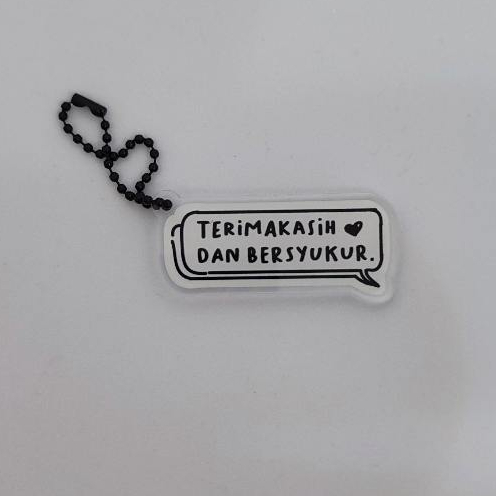 TERiMAKASiH ♥
DAN BERSYUKUR.